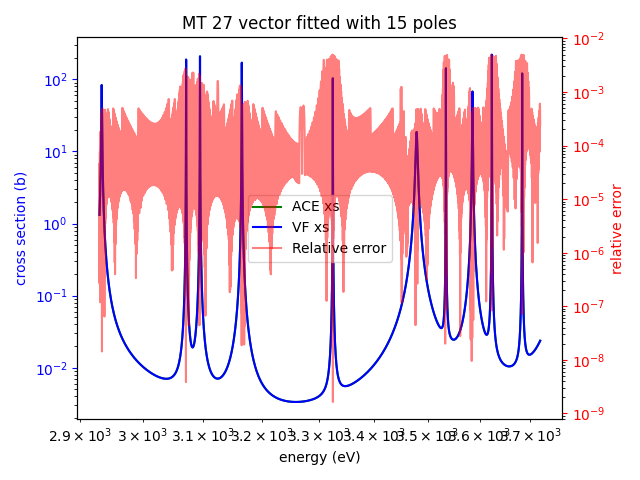 MT 27 vector fitted with 15 poles
cross section (b)
10²
10¹
10⁰
10⁻¹
10⁻²
ACE xs
VF xs
Relative error
10⁻²
10⁻³
10⁻⁴
10⁻⁵
10⁻⁶
10⁻⁷
10⁻⁸
10⁻⁹
relative error
2.9 × 10³ 3 × 10³ 3.1 × 10³ 3.2 × 10³ 3.3 × 10³ 3.4 × 10³ 3.5 × 10³ 3.6 × 10³ 3.7 × 10³
energy (eV)